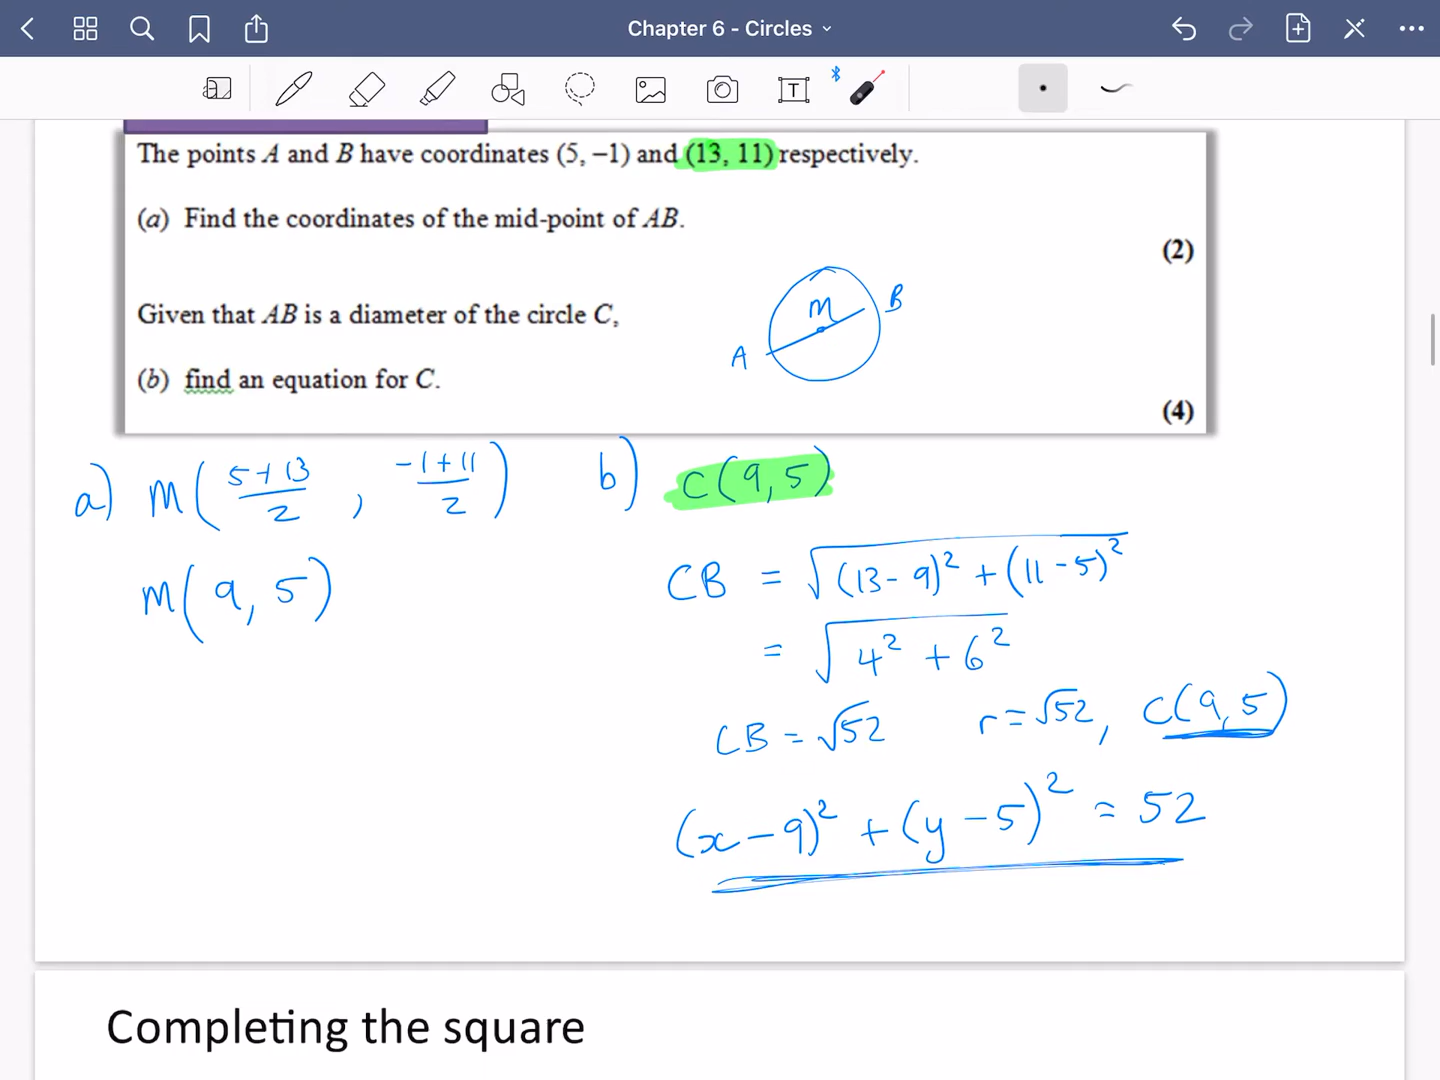 Chapter 6 - Circles
T
The points A and B have coordinates (5, −1) and (13, 11) respectively.
(a) Find the coordinates of the mid-point of AB.
(2)
Given that AB is a diameter of the circle C,
(b) find an equation for C.
(4)
A
m
B
a) m( 5+13/2 , -1+11/2 )
m(9, 5)
b) C(9, 5)
CB = √(13-9)² + (11-5)²
= √4² + 6²
CB = √52 r = √52, C(9, 5)
(x-9)² + (y-5)² = 52
Completing the square